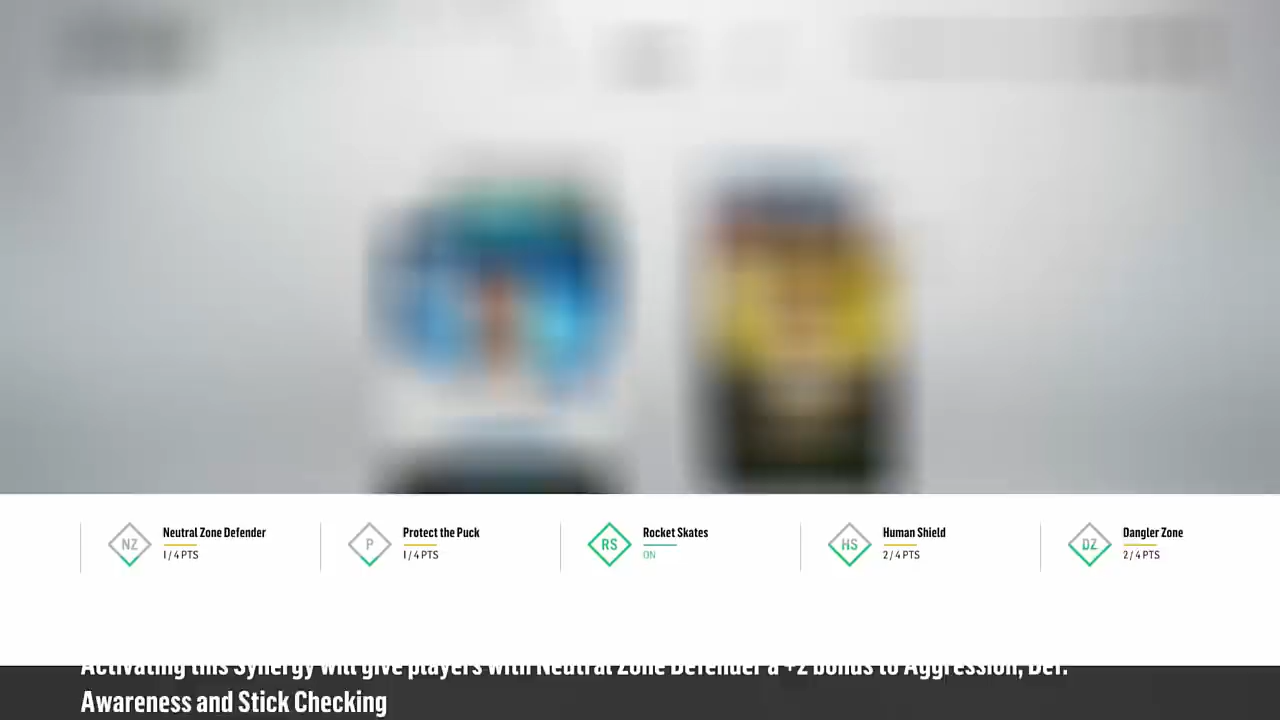 NZ Neutral Zone Defender
1 / 4 PTS
P Protect the Puck
1 / 4 PTS
RS Rocket Skates
ON
HS Human Shield
2 / 4 PTS
DZ Dangler Zone
2 / 4 PTS
Activating this Synergy will give players with Neutral Zone Defender a +2 bonus to Aggression, Def.
Awareness and Stick Checking